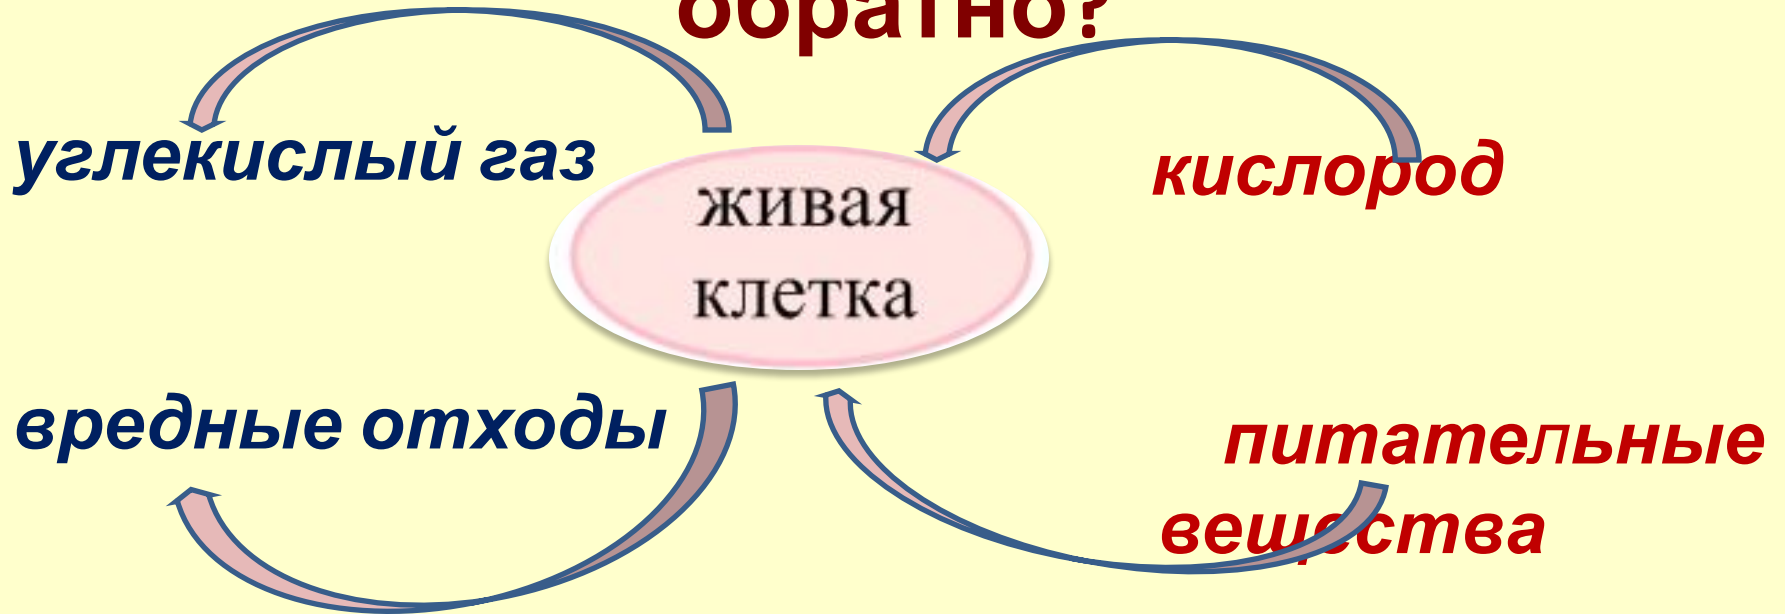 обратно?
углекислый газ
кислород
живая
клетка
вредные отходы
питательные
вещества